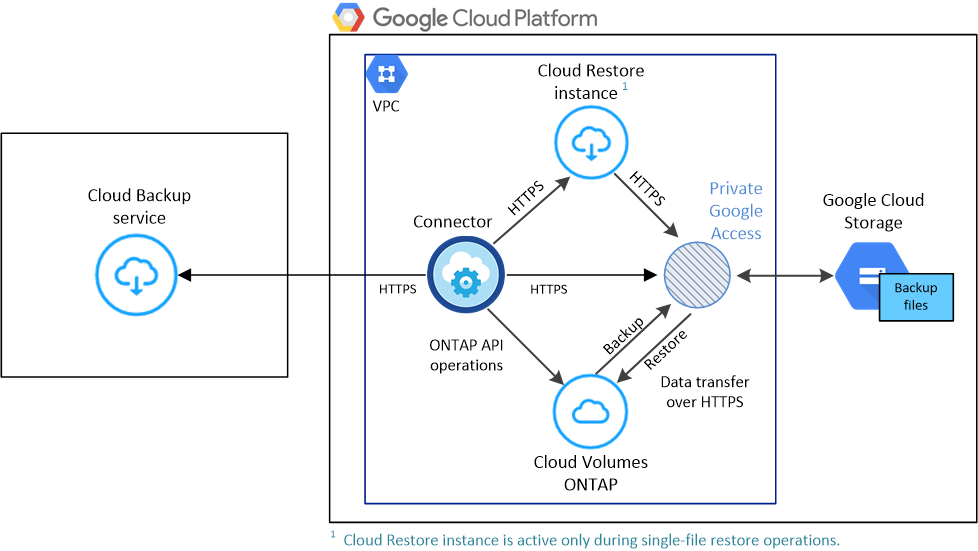 Google Cloud Platform
VPC
Cloud Restore
instance 1
Cloud Backup
service
Connector
HTTPS
HTTPS
Private
Google
Access
Google Cloud
Storage
Backup
files
HTTPS
HTTPS
ONTAP API
operations
Backup
Restore
Data transfer
over HTTPS
Cloud Volumes
ONTAP
1 Cloud Restore instance is active only during single-file restore operations.